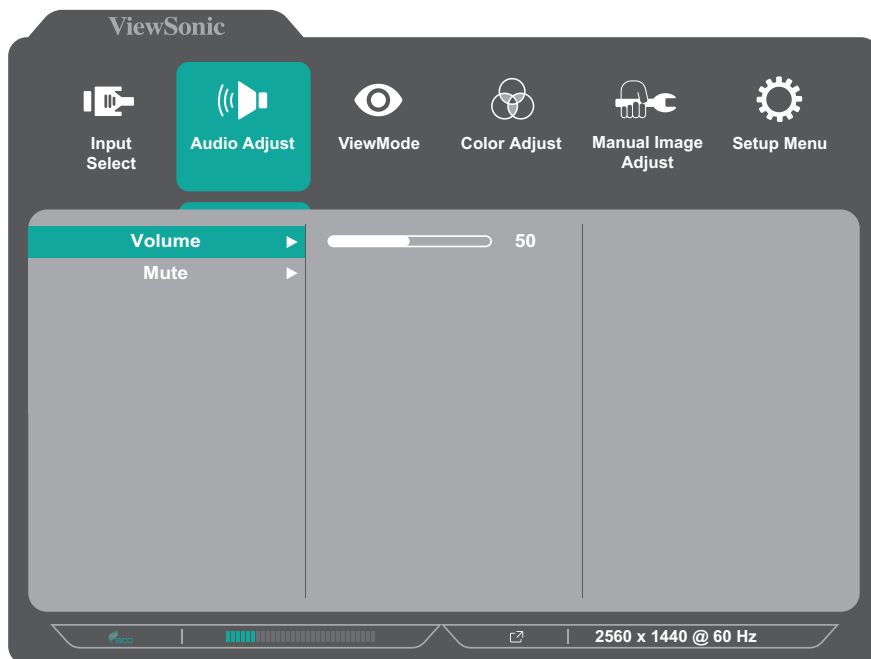 ViewSonic
Input
Select
Audio Adjust
ViewMode
Color Adjust
Manual Image
Adjust
Setup Menu
Volume
50
Mute
eco
2560 x 1440 @ 60 Hz